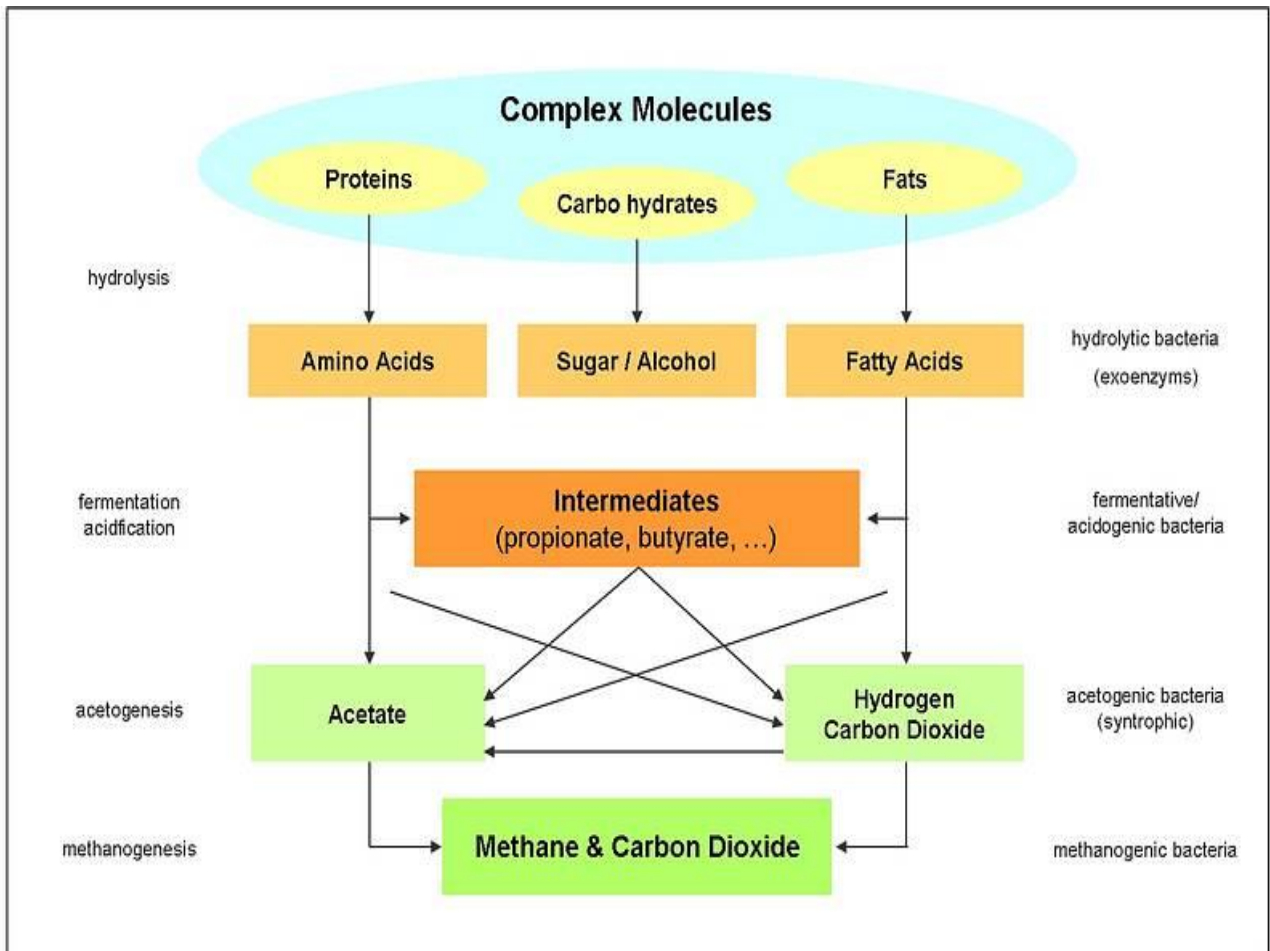 Complex Molecules
Proteins
Carbo hydrates
Fats
hydrolysis
Amino Acids
Sugar / Alcohol
Fatty Acids
hydrolytic bacteria
(exoenzyms)
fermentation
acidfication
Intermediates
(propionate, butyrate, ...)
fermentative/
acidogenic bacteria
acetogenesis
Acetate
Hydrogen
Carbon Dioxide
acetogenic bacteria
(syntrophic)
methanogenesis
Methane & Carbon Dioxide
methanogenic bacteria